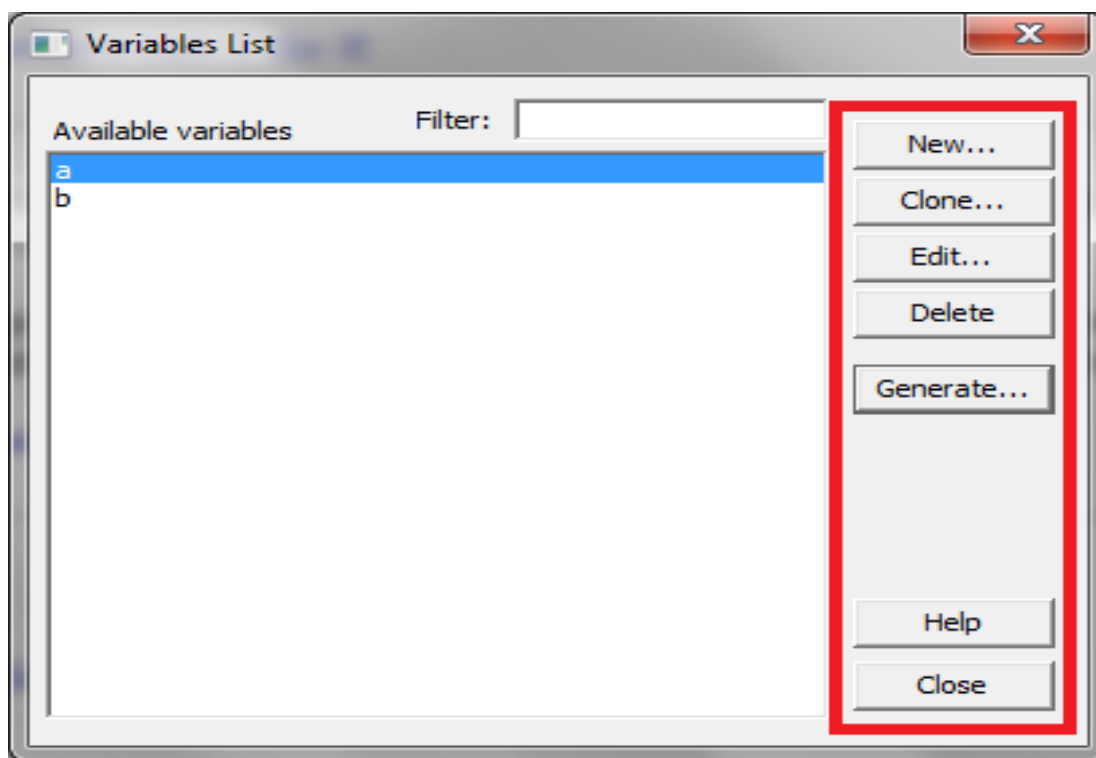 Variables List
Available variables
Filter:
a
b
New...
Clone...
Edit...
Delete
Generate...
Help
Close